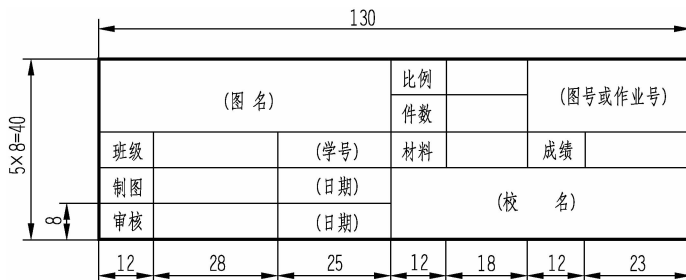 130
比例
(图 名)
(图号或作业号)
件数
5×8=40
班级
(学号)
材料
成绩
制图
(日期)
(校 名)
8
审核
(日期)
12 28 25 12 18 12 23